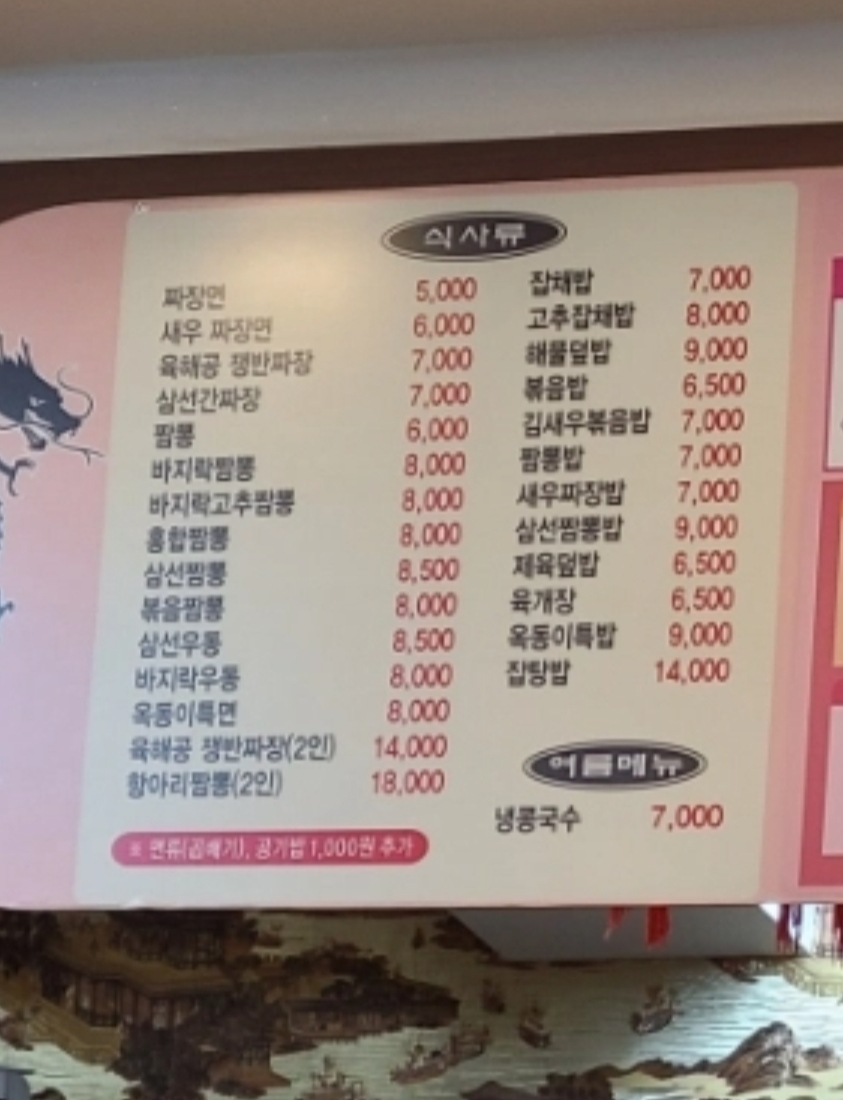 식사류
짜장면 5,000
새우 짜장면 6,000
육해공 쟁반짜장 7,000
삼선간짜장 7,000
짬뽕 6,000
바지락짬뽕 8,000
바지락고추짬뽕 8,000
홍합짬뽕 8,000
삼선짬뽕 8,500
볶음짬뽕 8,000
삼선우동 8,500
바지락우동 8,000
옥동이특면 8,000
육해공 쟁반짜장(2인) 14,000
항아리짬뽕(2인) 18,000
※ 면류(곱빼기), 공기밥 1,000원 추가
잡채밥 7,000
고추잡채밥 8,000
해물덮밥 9,000
볶음밥 6,500
김새우볶음밥 7,000
짬뽕밥 7,000
새우짜장밥 7,000
삼선짬뽕밥 9,000
제육덮밥 6,500
육개장 6,500
옥동이특밥 9,000
잡탕밥 14,000
여름메뉴
냉콩국수 7,000